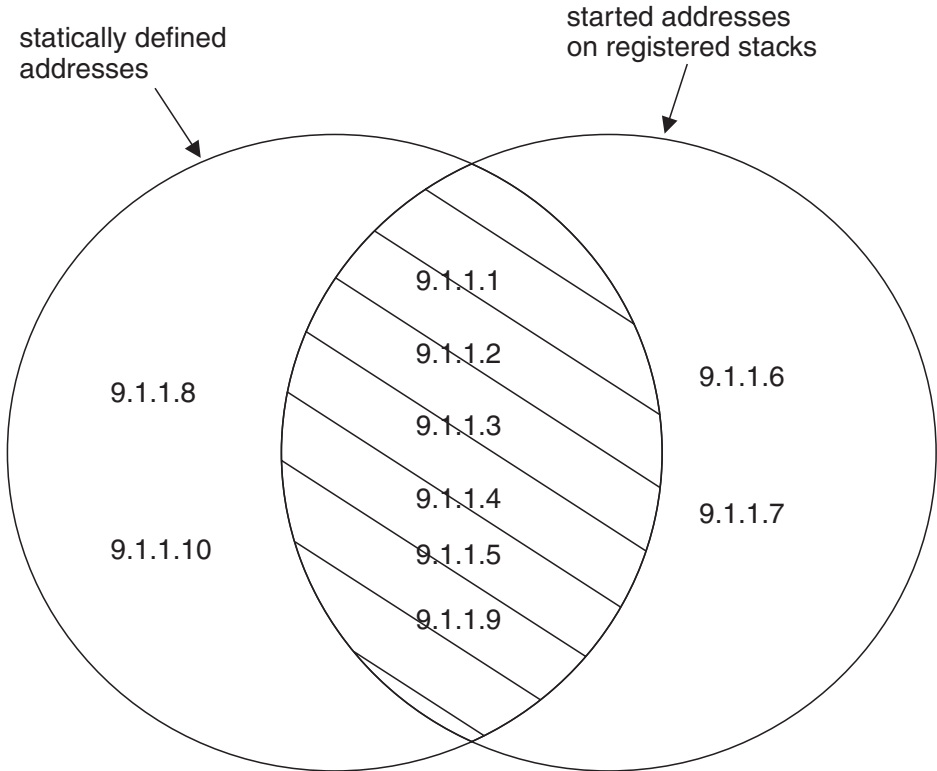 statically defined
addresses
started addresses
on registered stacks
9.1.1.8
9.1.1.10
9.1.1.1
9.1.1.2
9.1.1.3
9.1.1.4
9.1.1.5
9.1.1.9
9.1.1.6
9.1.1.7